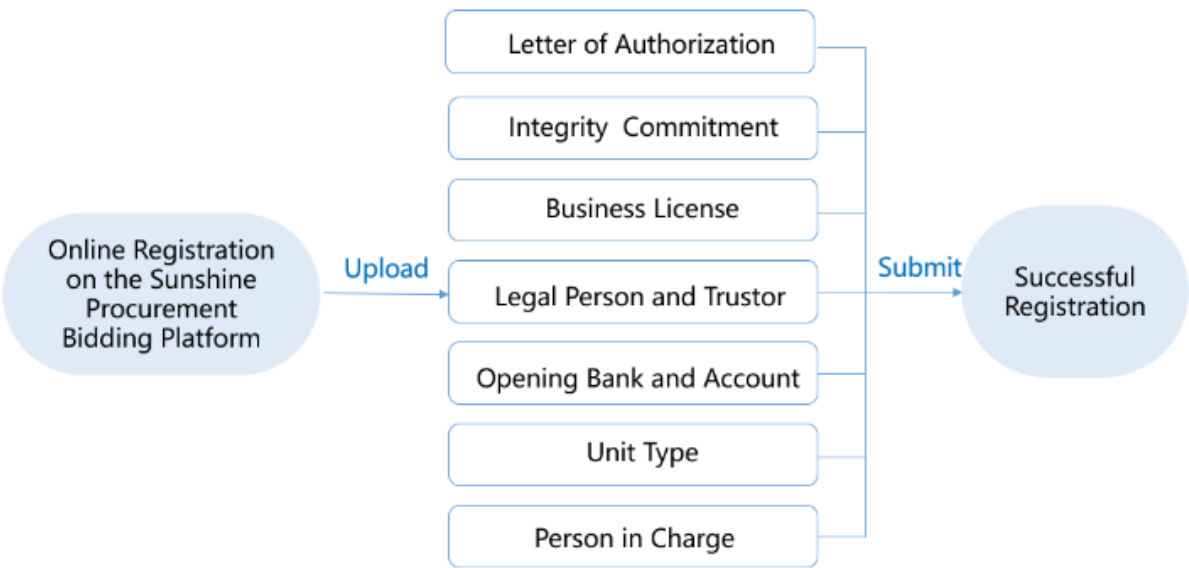 Letter of Authorization
Integrity Commitment
Business License
Online Registration
on the Sunshine
Procurement
Bidding Platform
Upload
Legal Person and Trustor
Submit
Successful
Registration
Opening Bank and Account
Unit Type
Person in Charge